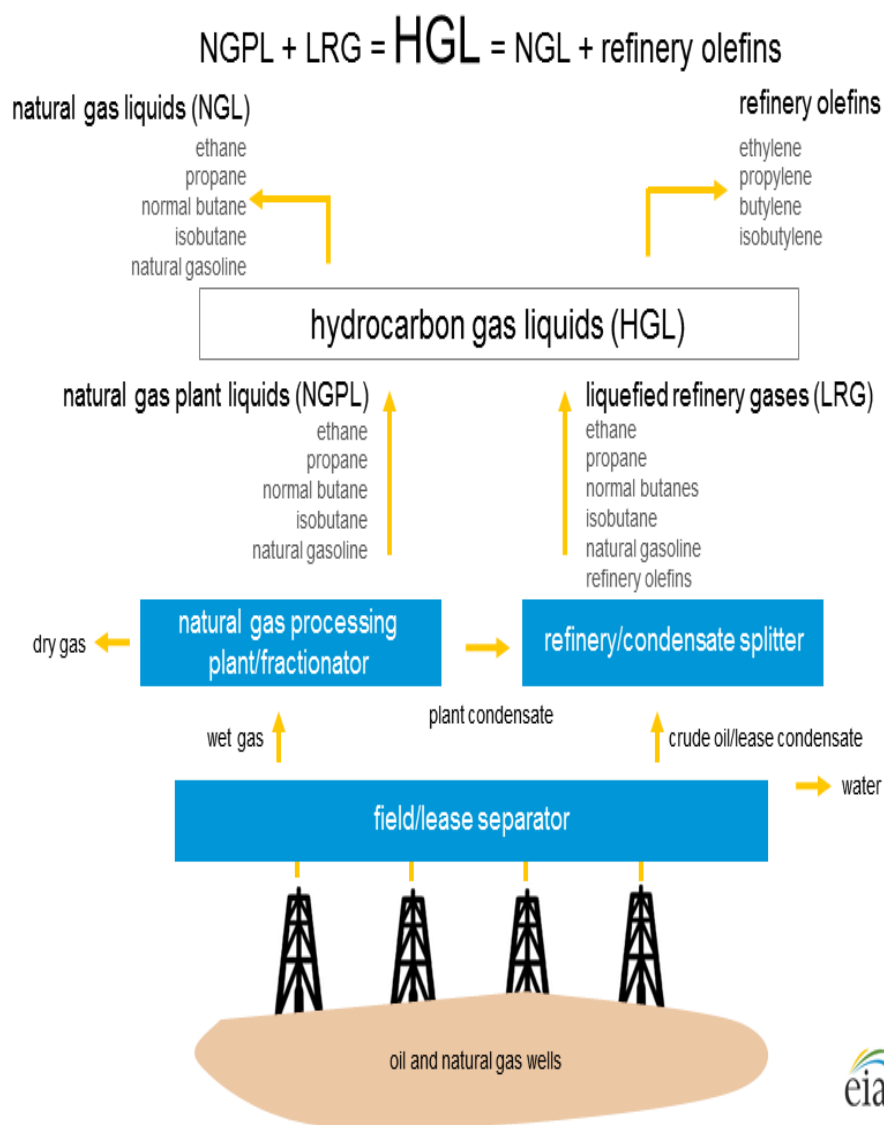 NGPL + LRG = HGL = NGL + refinery olefins
natural gas liquids (NGL)
ethane
propane
normal butane
isobutane
natural gasoline
refinery olefins
ethylene
propylene
butylene
isobutylene
hydrocarbon gas liquids (HGL)
natural gas plant liquids (NGPL)
ethane
propane
normal butane
isobutane
natural gasoline
liquefied refinery gases (LRG)
ethane
propane
normal butanes
isobutane
natural gasoline
refinery olefins
dry gas
natural gas processing
plant/fractionator
refinery/condensate splitter
plant condensate
wet gas
crude oil/lease condensate
water
field/lease separator
oil and natural gas wells
eia